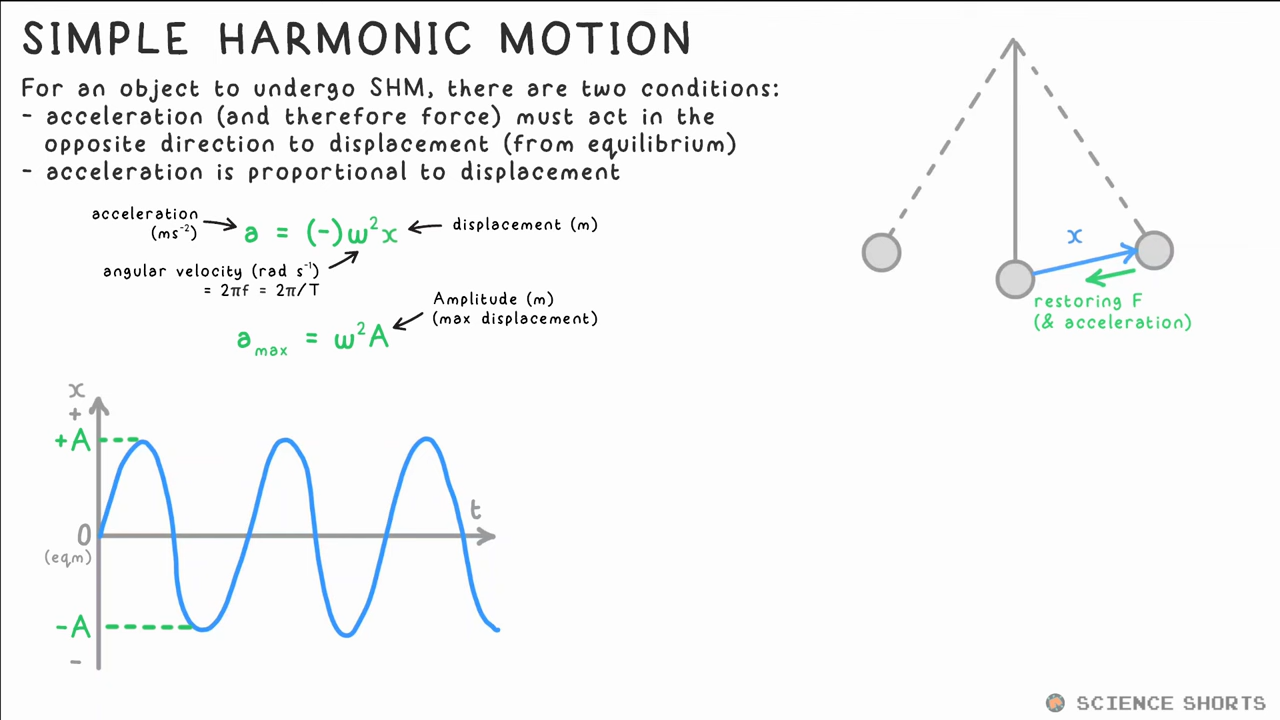 SIMPLE HARMONIC MOTION
For an object to undergo SHM, there are two conditions:
- acceleration (and therefore force) must act in the
opposite direction to displacement (from equilibrium)
- acceleration is proportional to displacement
acceleration
(ms⁻²)
a = (-)ω²x
displacement (m)
angular velocity (rad s⁻¹)
= 2πf = 2π/T
Amplitude (m)
(max displacement)
a_max = ω²A
x
restoring F
(& acceleration)
x
+
+A
0
(eqm)
-A
-
t
SCIENCE SHORTS